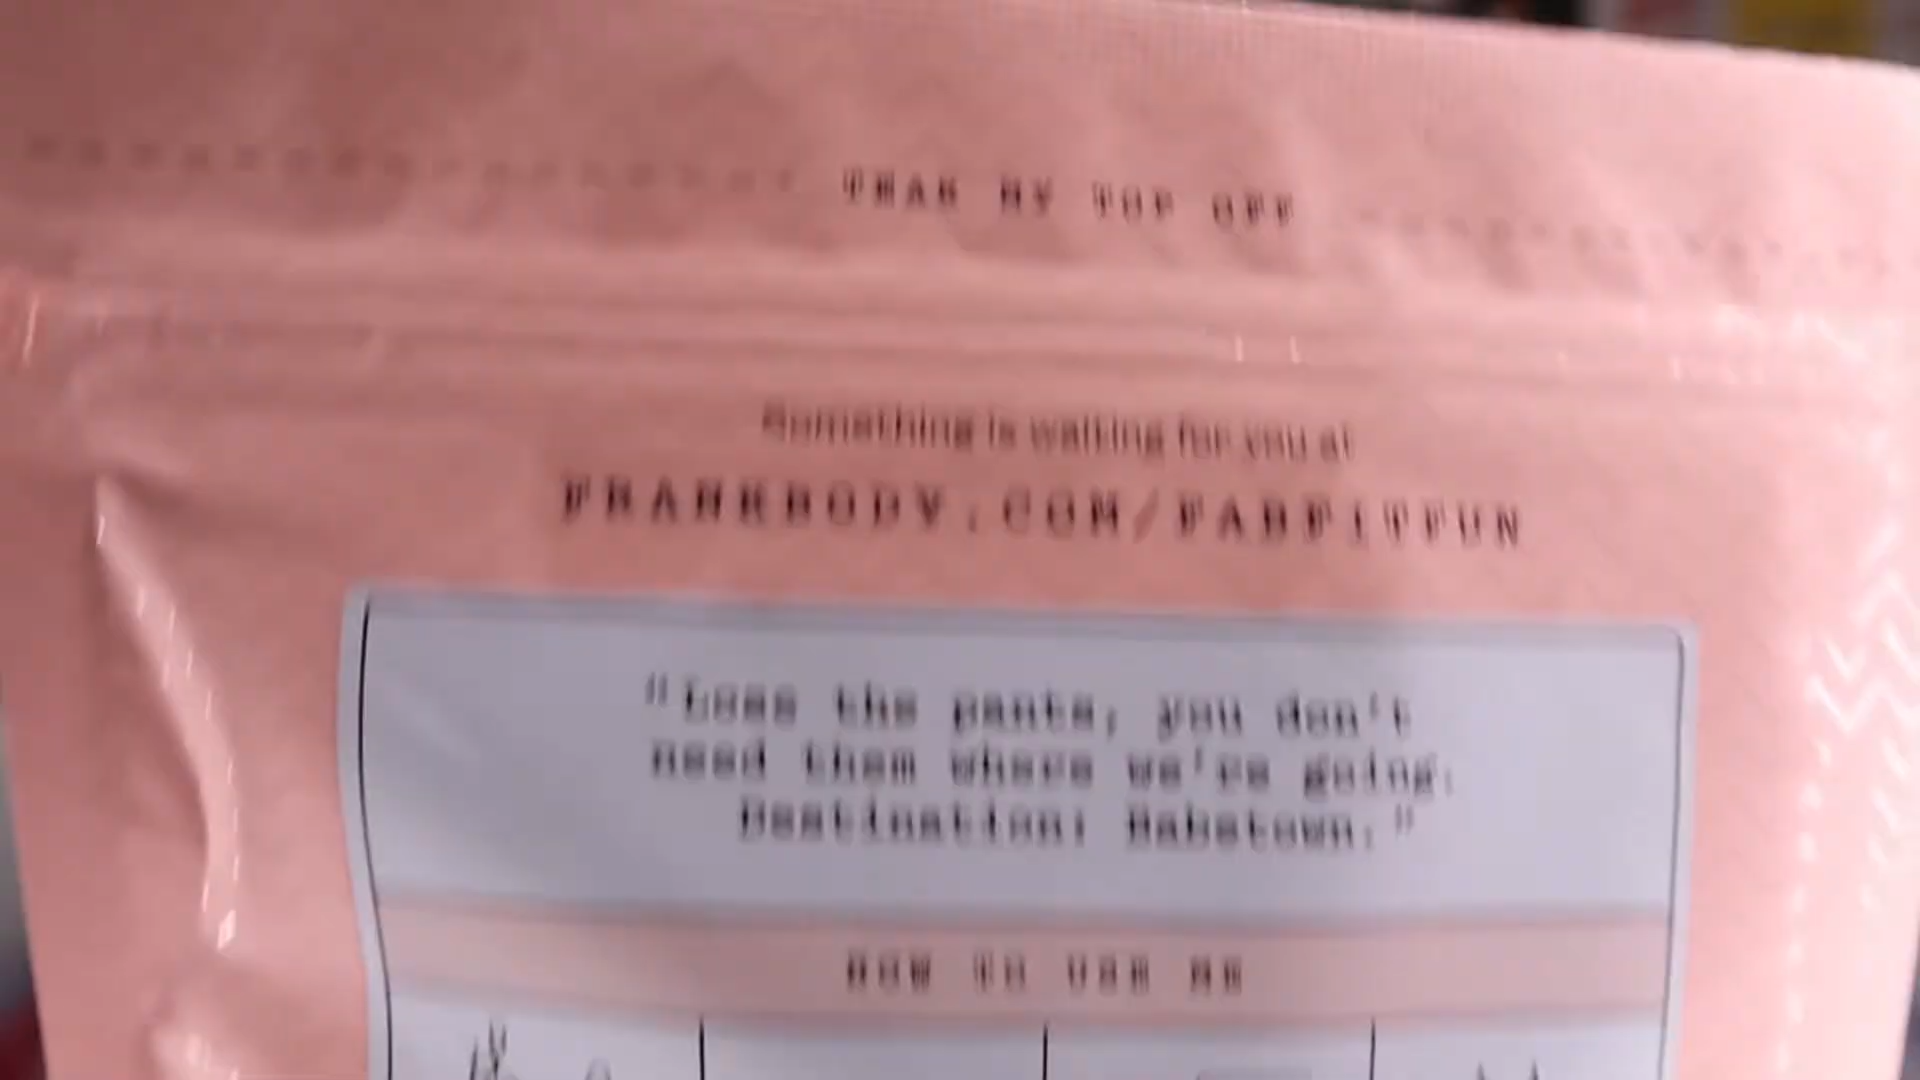 TEAR MY TOP OFF
Something is waiting for you at
FRANKBODY.COM/FABFITFUN
"Lose the pants, you don't
need them where we're going.
Destination: Babetown."
HOW TO USE ME